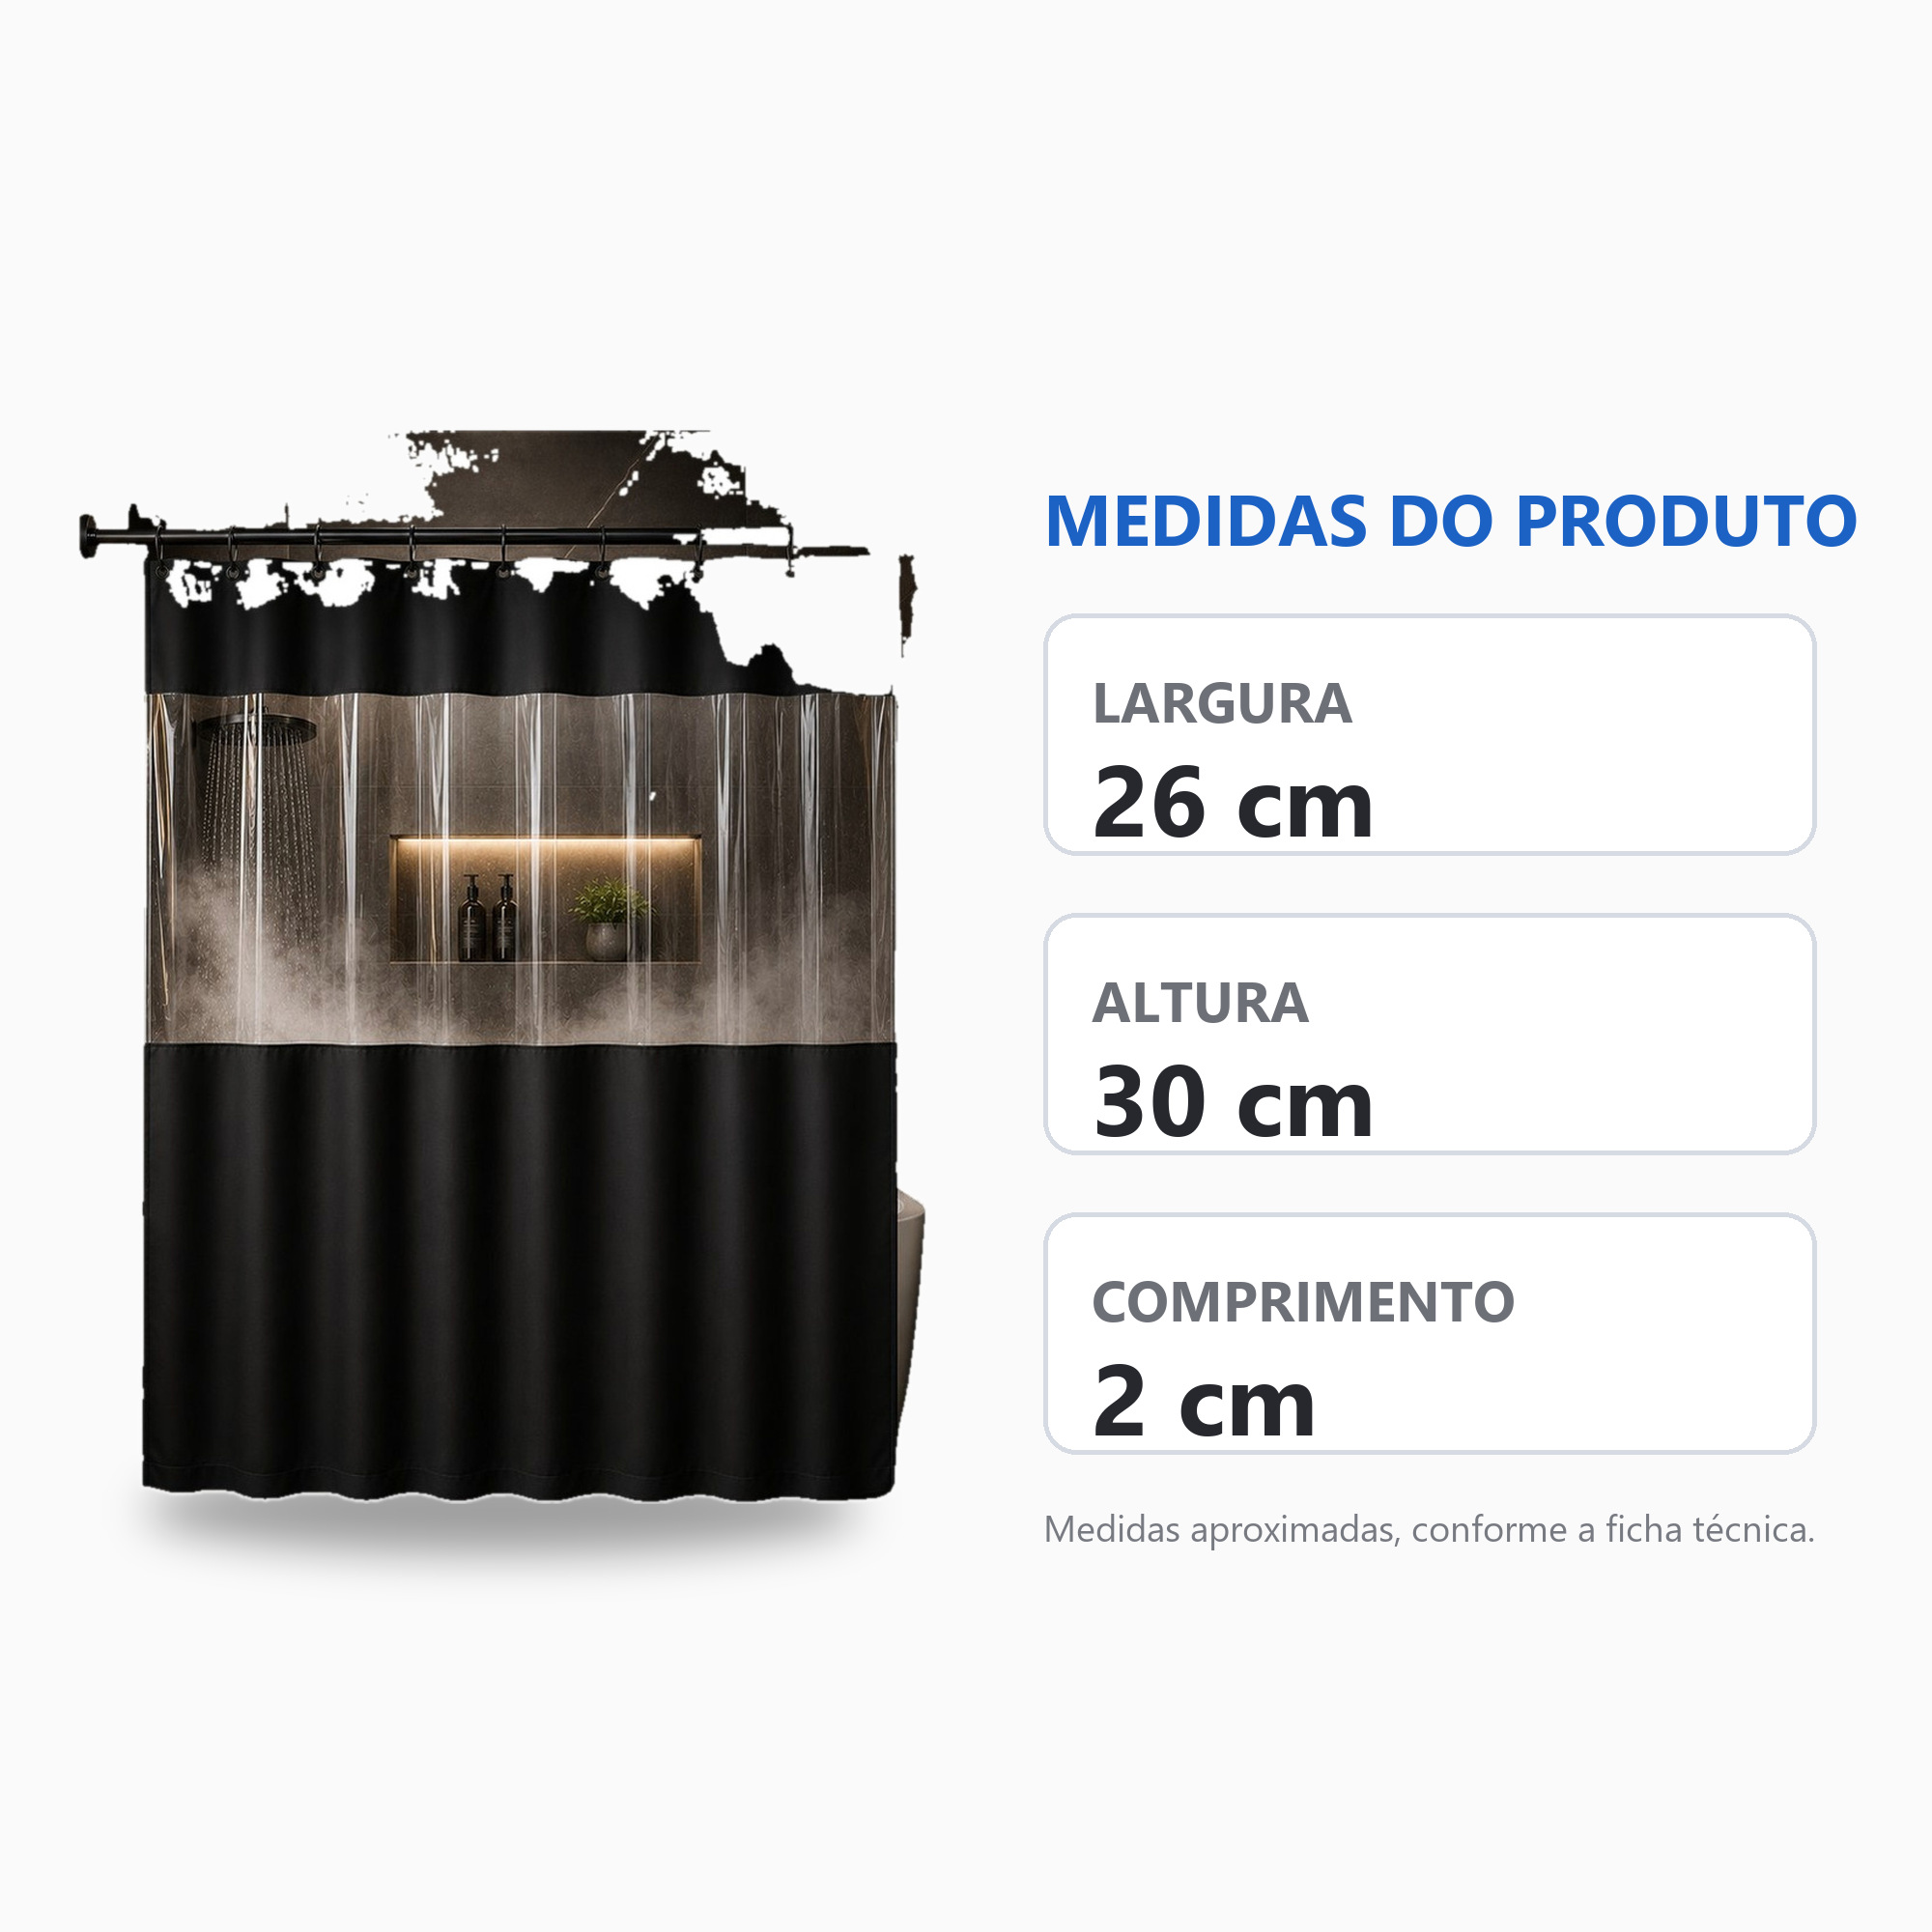 MEDIDAS DO PRODUTO
LARGURA
26 cm
ALTURA
30 cm
COMPRIMENTO
2 cm
Medidas aproximadas, conforme a ficha técnica.